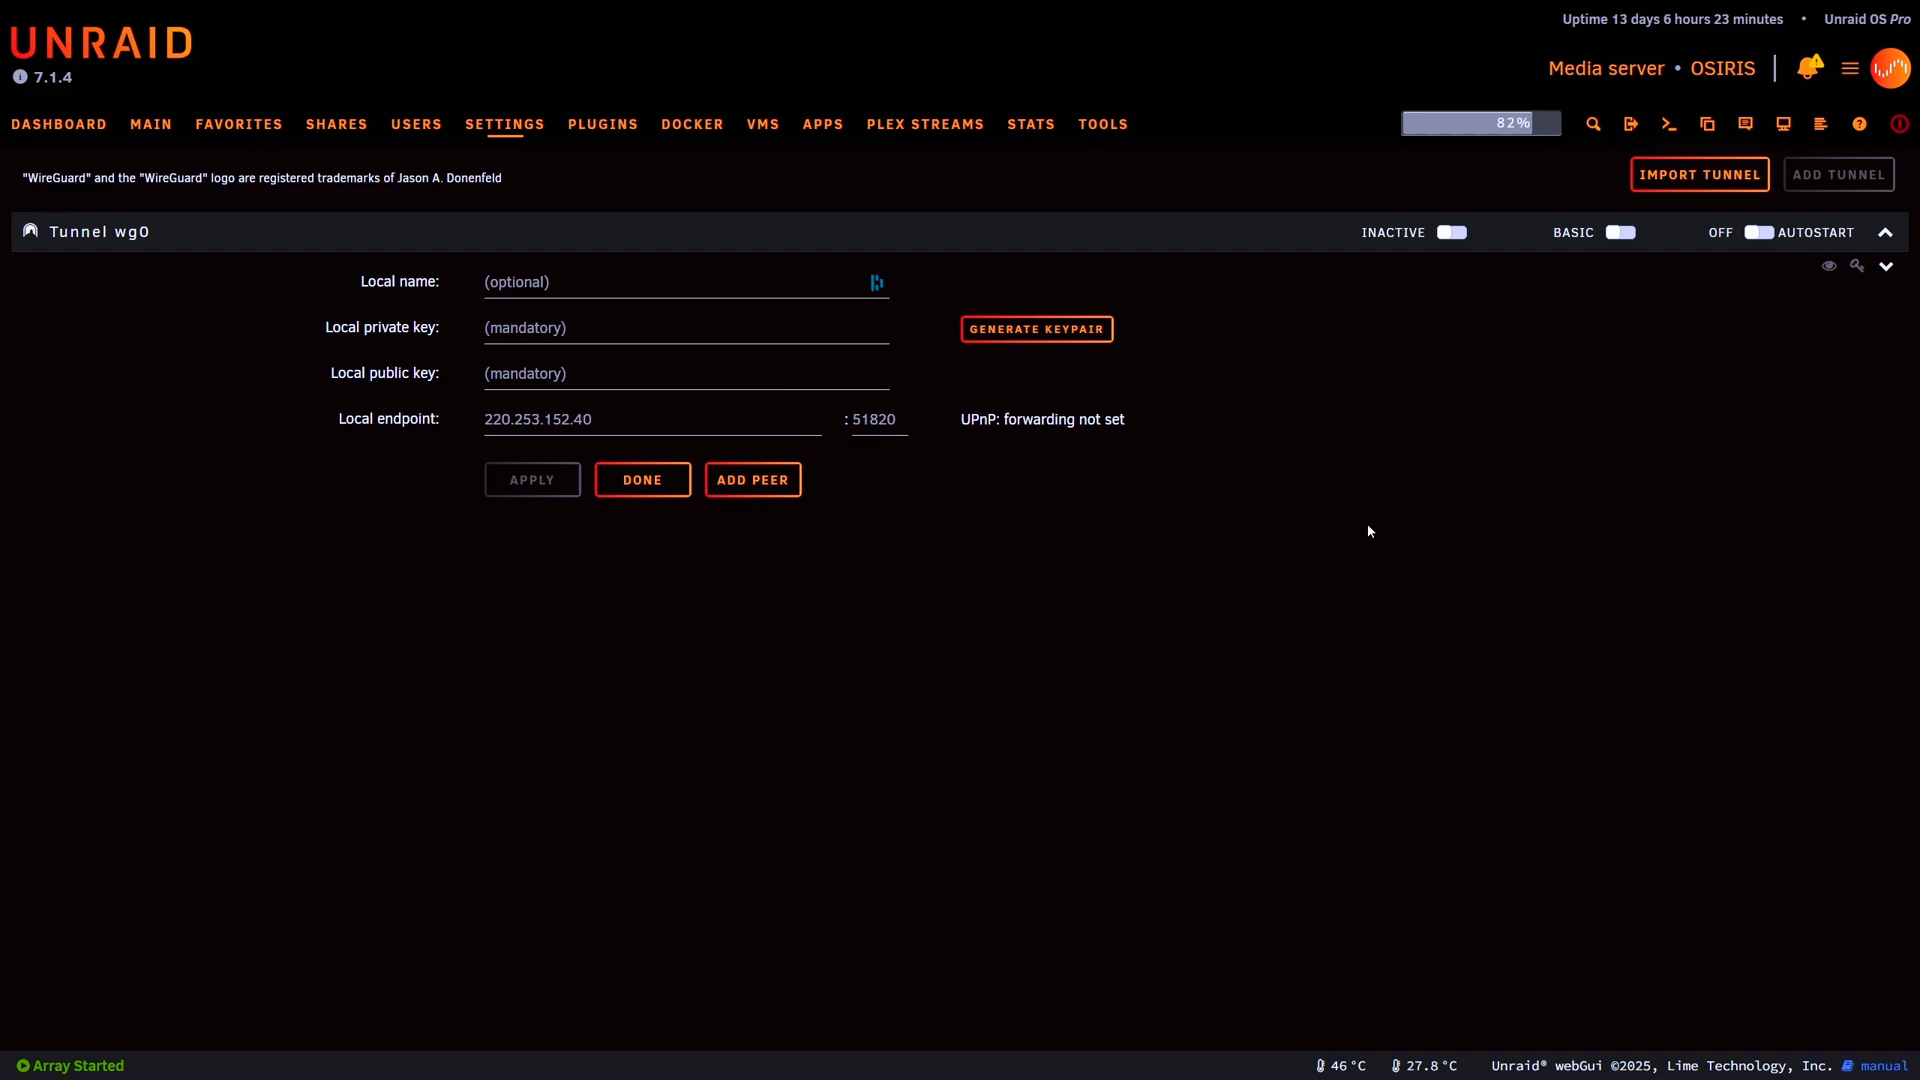 Uptime 13 days 6 hours 23 minutes • Unraid OS Pro
UNRAID
7.1.4
Media server • OSIRIS
DASHBOARD MAIN FAVORITES SHARES USERS SETTINGS PLUGINS DOCKER VMS APPS PLEX STREAMS STATS TOOLS 82%
"WireGuard" and the "WireGuard" logo are registered trademarks of Jason A. Donenfeld
IMPORT TUNNEL ADD TUNNEL
Tunnel wg0 INACTIVE BASIC OFF AUTOSTART
Local name: (optional)
Local private key: (mandatory) GENERATE KEYPAIR
Local public key: (mandatory)
Local endpoint: 220.253.152.40 : 51820 UPnP: forwarding not set
APPLY DONE ADD PEER
Array Started 46 °C 27.8 °C Unraid® webGui ©2025, Lime Technology, Inc. manual